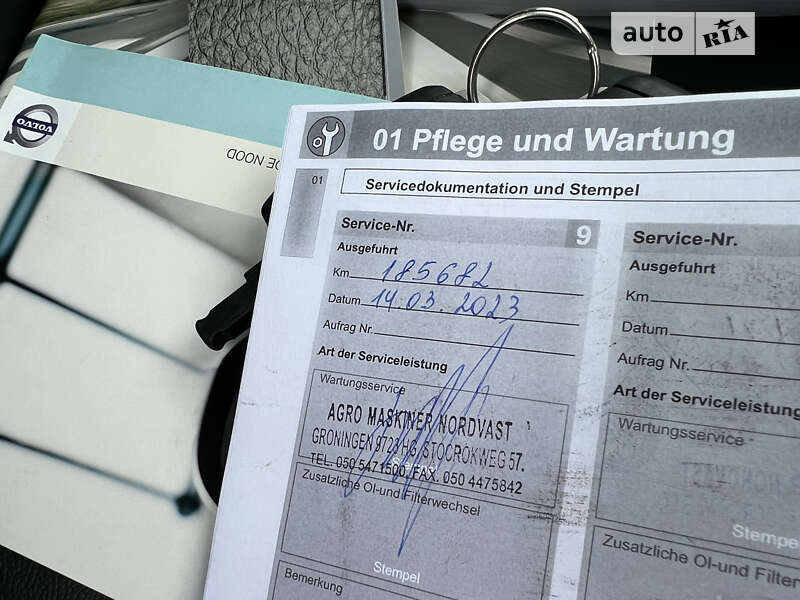 auto RIA
VOLVO
DE NOOD
01 Pflege und Wartung
01
Servicedokumentation und Stempel
Service-Nr. 9
Ausgefuhrt
Km 185682
Datum 14.03.2023
Aufrag Nr.
Art der Serviceleistung
Wartungsservice
AGRO MASKINER NORDVAST
GRONINGEN 9723 HG, STOCROKWEG 57.
TEL. 050 5471500, FAX. 050 4475842
Zusatzliche Ol-und Filterwechsel
Stempel
Bemerkung
Service-Nr.
Ausgefuhrt
Km
Datum
Aufrag Nr.
Art der Serviceleistung
Wartungsservice
Stempel
Zusatzliche Ol-und Filter